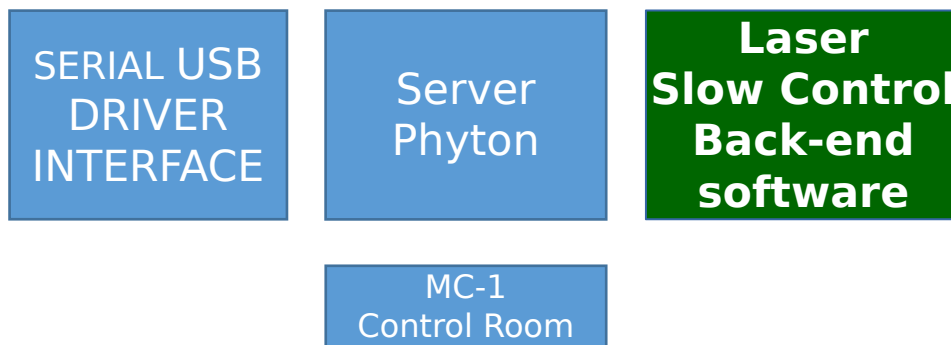 SERIAL USB
DRIVER
INTERFACE
Server
Phyton
Laser
Slow Control
Back-end
software
MC-1
Control Room